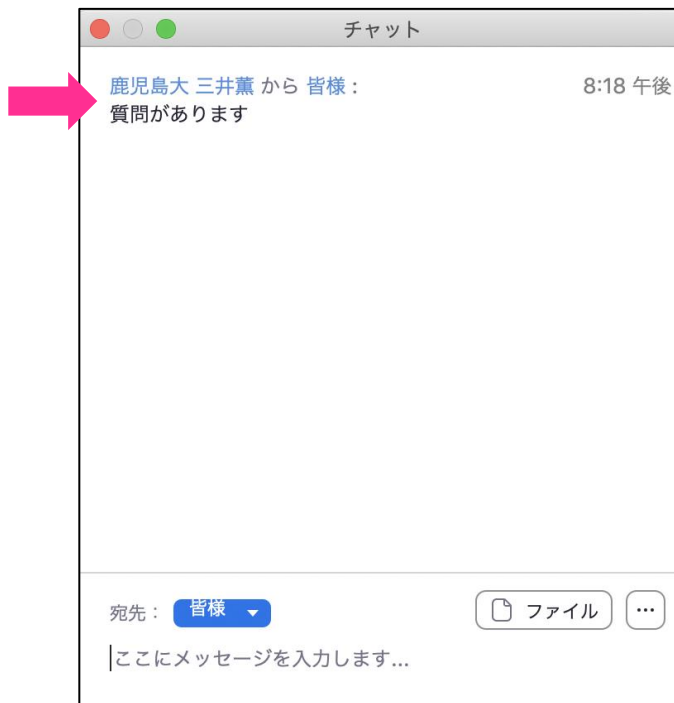 チャット
鹿児島大 三井薫 から 皆様 : 8:18 午後
質問があります
宛先 : 皆様 ファイル ...
ここにメッセージを入力します...